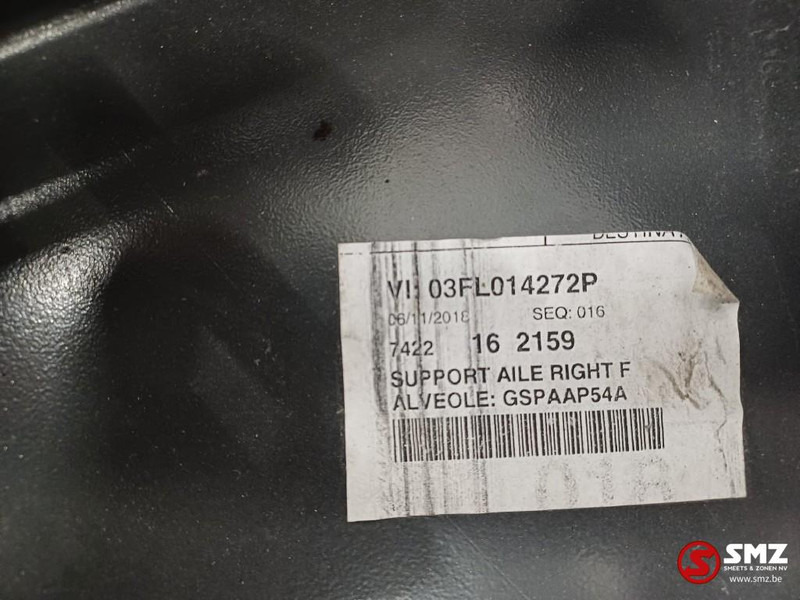 VI: 03FL014272P
06/11/2018 SEQ: 016
7422 16 2159
SUPPORT AILE RIGHT F
ALVEOLE: GSPAAP54A
016
SMZ
SMEETS & ZONEN NV
www.smz.be